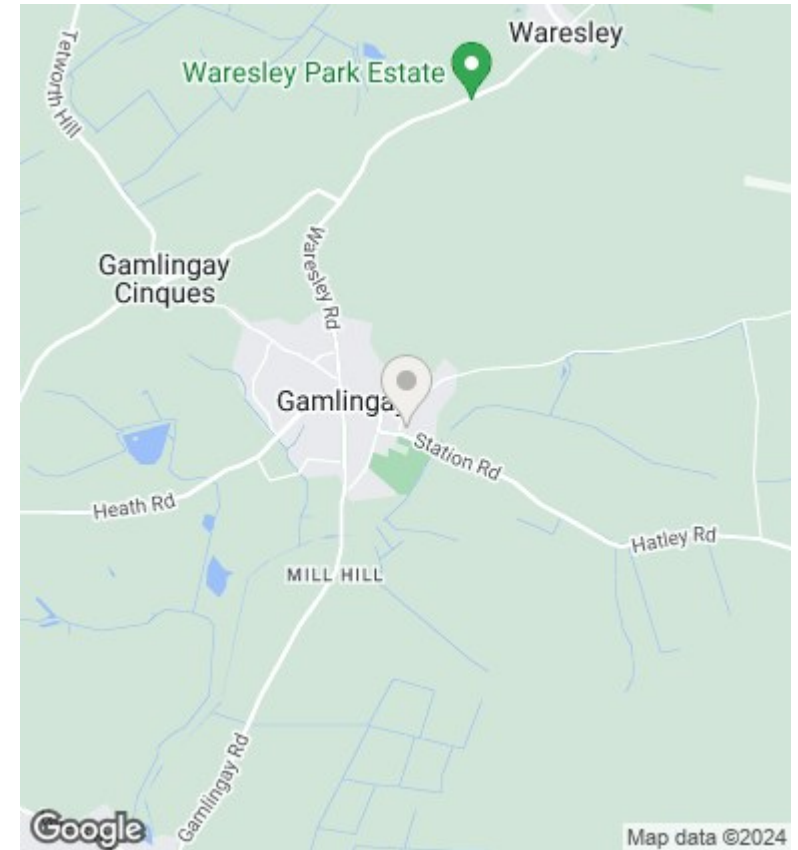 Waresley
Waresley Park Estate
Tetworth Hill
Waresley Rd
Gamlingay
Cinques
Gamlingay
Station Rd
Heath Rd
Hatley Rd
MILL HILL
Gamlingay Rd
Google
Map data ©2024